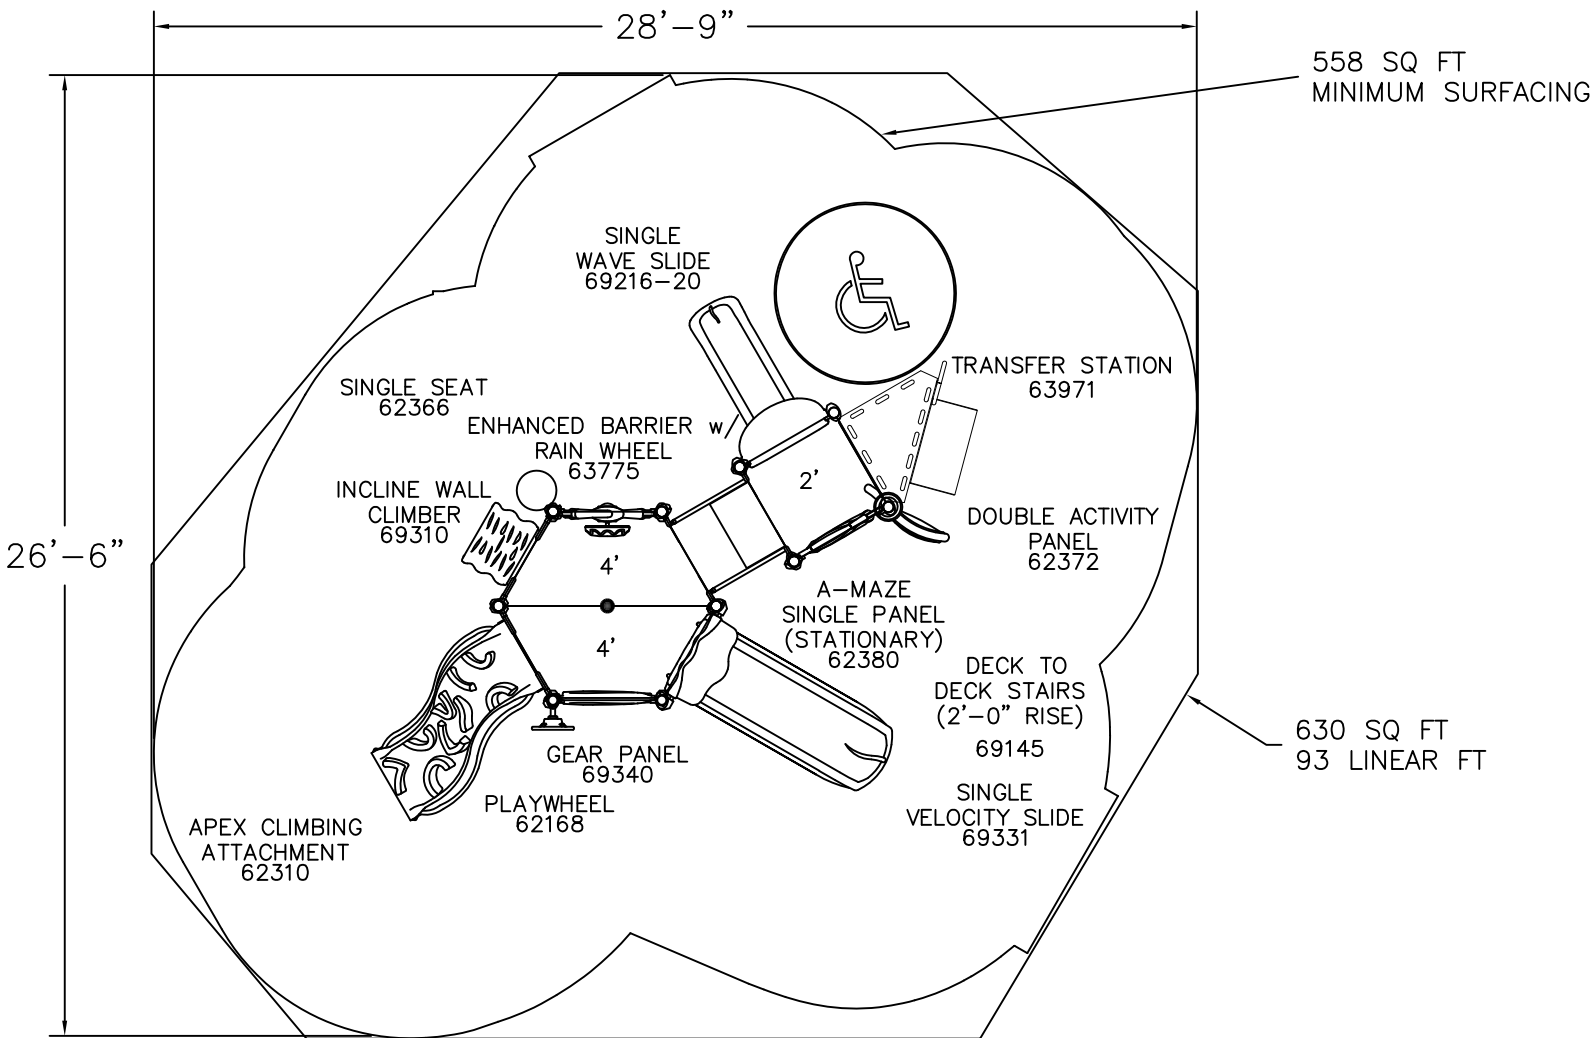 28'-9"
558 SQ FT
MINIMUM SURFACING
SINGLE
WAVE SLIDE
69216-20
TRANSFER STATION
63971
SINGLE SEAT
62366
ENHANCED BARRIER W/
RAIN WHEEL
63775
2'
INCLINE WALL
CLIMBER
69310
DOUBLE ACTIVITY
PANEL
62372
26'-6"
4'
4'
A-MAZE
SINGLE PANEL
(STATIONARY)
62380
DECK TO
DECK STAIRS
(2'-0" RISE)
69145
630 SQ FT
93 LINEAR FT
GEAR PANEL
69340
PLAYWHEEL
62168
SINGLE
VELOCITY SLIDE
69331
APEX CLIMBING
ATTACHMENT
62310